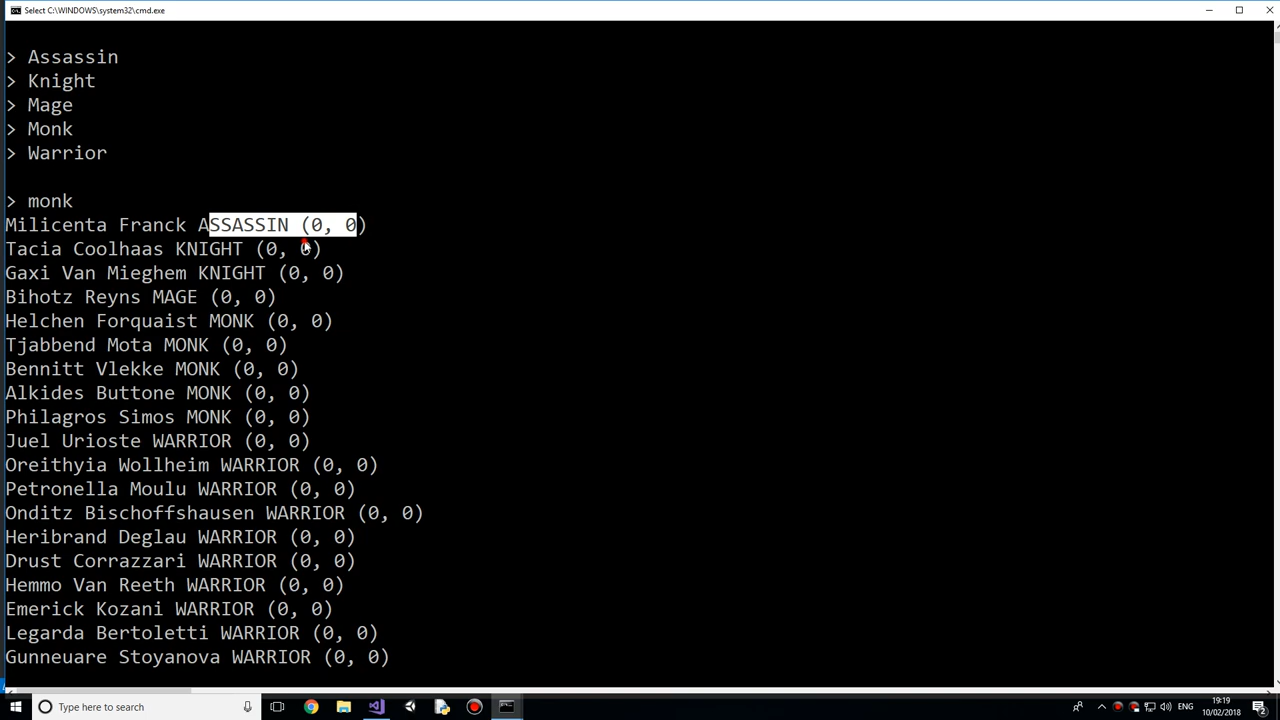 Select C:\WINDOWS\system32\cmd.exe
> Assassin
> Knight
> Mage
> Monk
> Warrior
> monk
Milicenta Franck ASSASSIN (0, 0)
Tacia Coolhaas KNIGHT (0, 0)
Gaxi Van Mieghem KNIGHT (0, 0)
Bihotz Reyns MAGE (0, 0)
Helchen Forquaist MONK (0, 0)
Tjabbend Mota MONK (0, 0)
Bennitt Vlekke MONK (0, 0)
Alkides Buttone MONK (0, 0)
Philagros Simos MONK (0, 0)
Juel Urioste WARRIOR (0, 0)
Oreithyia Wollheim WARRIOR (0, 0)
Petronella Moulu WARRIOR (0, 0)
Onditz Bischoffshausen WARRIOR (0, 0)
Heribrand Deglau WARRIOR (0, 0)
Drust Corrazzari WARRIOR (0, 0)
Hemmo Van Reeth WARRIOR (0, 0)
Emerick Kozani WARRIOR (0, 0)
Legarda Bertoletti WARRIOR (0, 0)
Gunneuare Stoyanova WARRIOR (0, 0)
Type here to search
ENG
19:19
10/02/2018
2